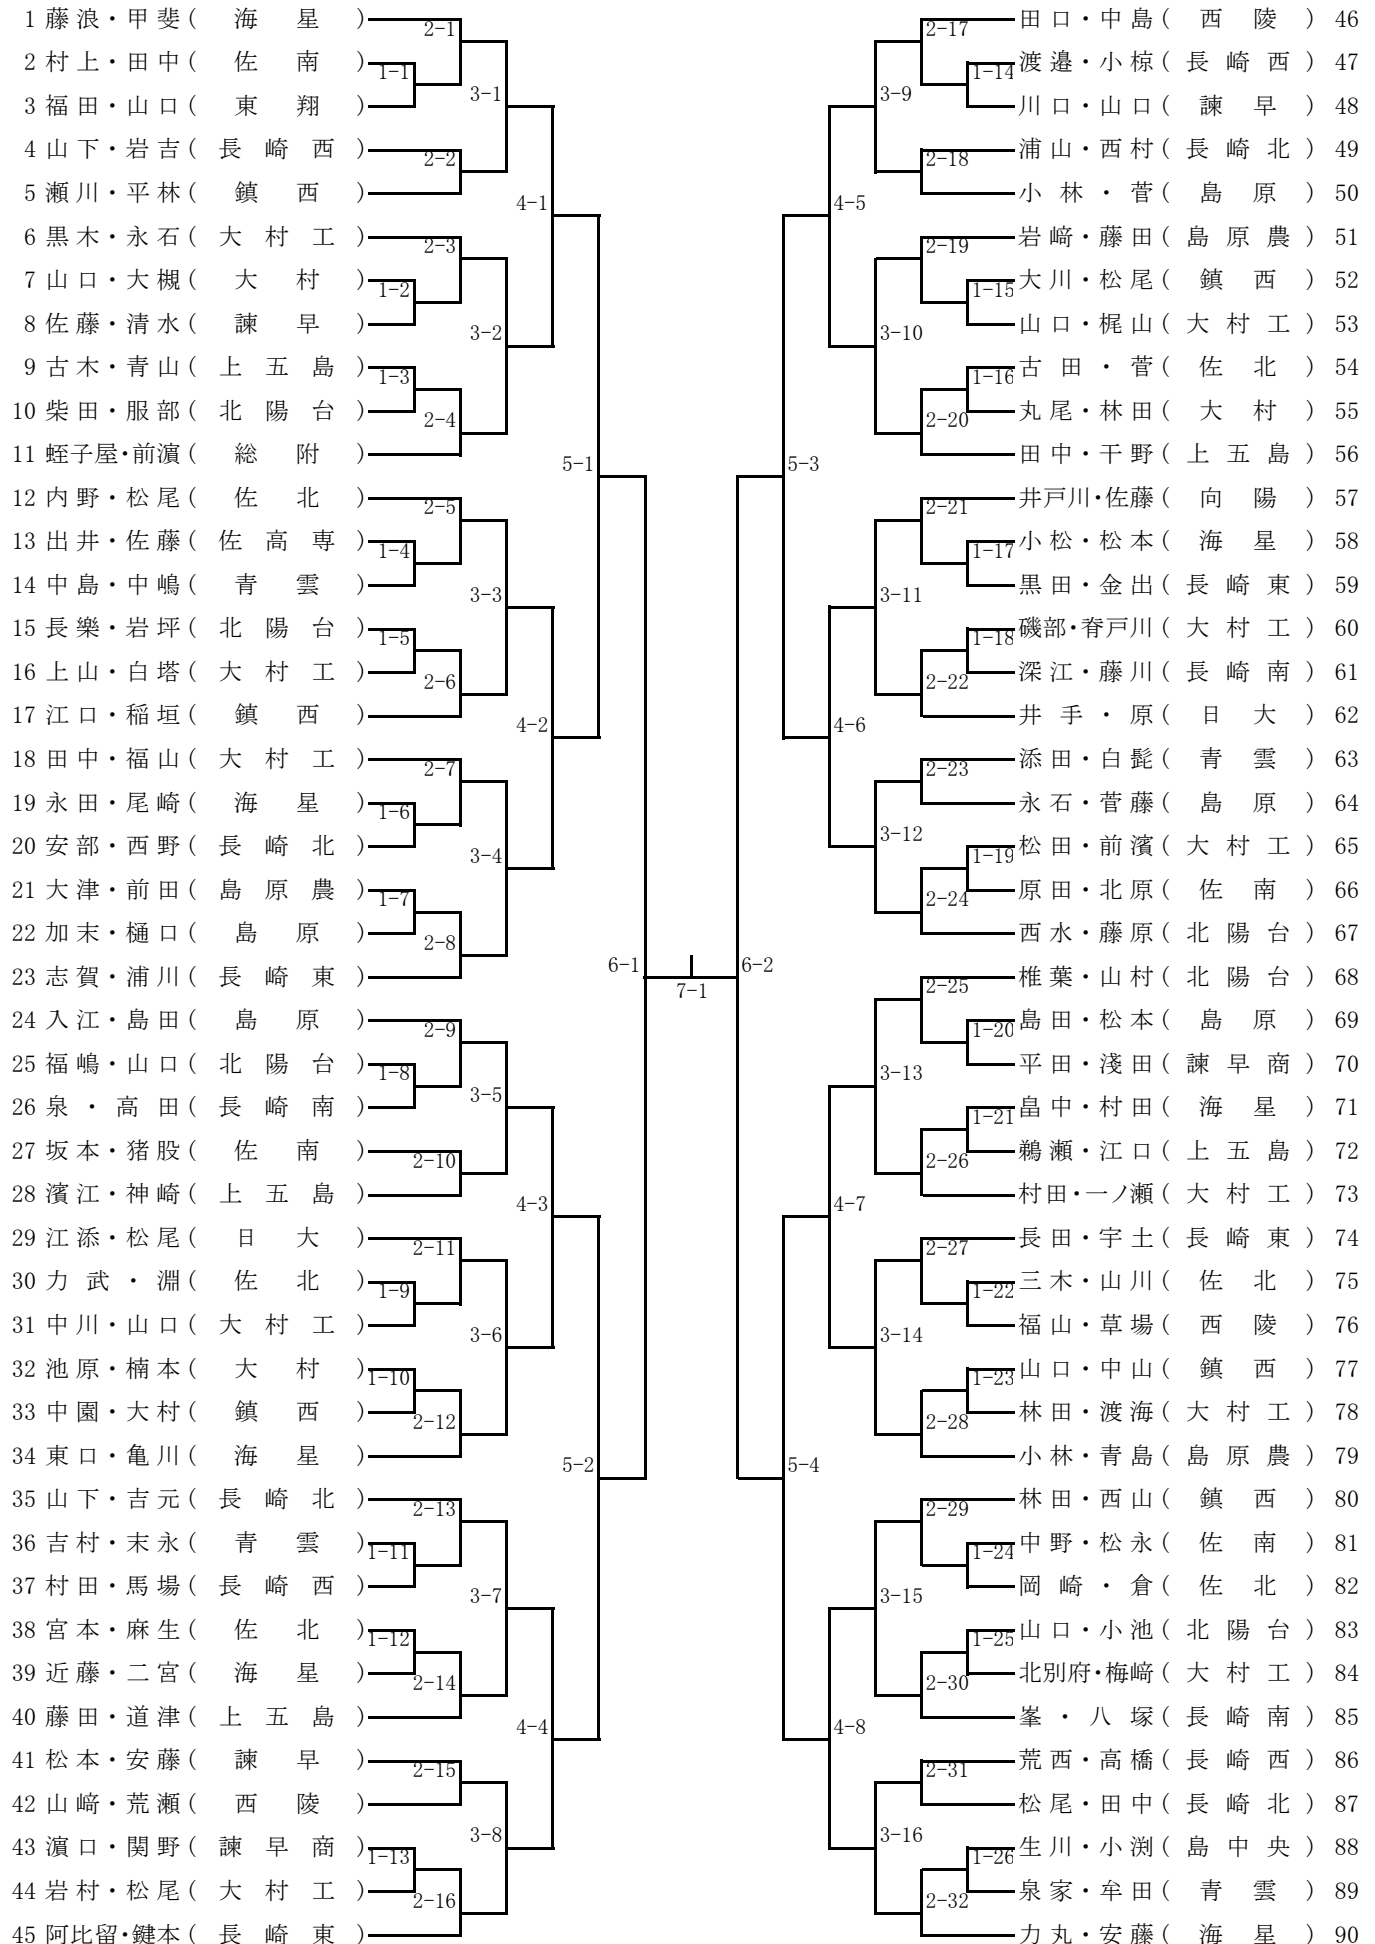 1 藤浪・甲斐（ 海 星 ）
2 村上・田中（ 佐 南 ）
3 福田・山口（ 東 翔 ）
4 山下・岩吉（ 長 崎 西 ）
5 瀬川・平林（ 鎮 西 ）
6 黒木・永石（ 大 村 工 ）
7 山口・大槻（ 大 村 ）
8 佐藤・清水（ 諫 早 ）
9 古木・青山（ 上 五 島 ）
10 柴田・服部（ 北 陽 台 ）
11 蛭子屋・前濵（ 総 附 ）
12 内野・松尾（ 佐 北 ）
13 出井・佐藤（ 佐 高 専 ）
14 中島・中嶋（ 青 雲 ）
15 長樂・岩坪（ 北 陽 台 ）
16 上山・白塔（ 大 村 工 ）
17 江口・稲垣（ 鎮 西 ）
18 田中・福山（ 大 村 工 ）
19 永田・尾崎（ 海 星 ）
20 安部・西野（ 長 崎 北 ）
21 大津・前田（ 島 原 農 ）
22 加末・樋口（ 島 原 ）
23 志賀・浦川（ 長 崎 東 ）
24 入江・島田（ 島 原 ）
25 福嶋・山口（ 北 陽 台 ）
26 泉・高田（ 長 崎 南 ）
27 坂本・猪股（ 佐 南 ）
28 濱江・神崎（ 上 五 島 ）
29 江添・松尾（ 日 大 ）
30 力武・淵（ 佐 北 ）
31 中川・山口（ 大 村 工 ）
32 池原・楠本（ 大 村 ）
33 中園・大村（ 鎮 西 ）
34 東口・亀川（ 海 星 ）
35 山下・吉元（ 長 崎 北 ）
36 吉村・末永（ 青 雲 ）
37 村田・馬場（ 長 崎 西 ）
38 宮本・麻生（ 佐 北 ）
39 近藤・二宮（ 海 星 ）
40 藤田・道津（ 上 五 島 ）
41 松本・安藤（ 諫 早 ）
42 山﨑・荒瀬（ 西 陵 ）
43 濵口・関野（ 諫 早 商 ）
44 岩村・松尾（ 大 村 工 ）
45 阿比留・鍵本（ 長 崎 東 ）
1-1
1-2
1-3
1-4
1-5
1-6
1-7
1-8
1-9
1-10
1-11
1-12
1-13
2-1
2-2
2-3
2-4
2-5
2-6
2-7
2-8
2-9
2-10
2-11
2-12
2-13
2-14
2-15
2-16
3-1
3-2
3-3
3-4
3-5
3-6
3-7
3-8
4-1
4-2
4-3
4-4
5-1
5-2
6-1
7-1
6-2
5-3
5-4
4-5
4-6
4-7
4-8
3-9
3-10
3-11
3-12
3-13
3-14
3-15
3-16
2-17
2-18
2-19
2-20
2-21
2-22
2-23
2-24
2-25
2-26
2-27
2-28
2-29
2-30
2-31
2-32
1-14
1-15
1-16
1-17
1-18
1-19
1-20
1-21
1-22
1-23
1-24
1-25
1-26
田口・中島（ 西 陵 ） 46
渡邉・小椋（ 長 崎 西 ） 47
川口・山口（ 諫 早 ） 48
浦山・西村（ 長 崎 北 ） 49
小林・菅（ 島 原 ） 50
岩﨑・藤田（ 島 原 農 ） 51
大川・松尾（ 鎮 西 ） 52
山口・梶山（ 大 村 工 ） 53
古田・菅（ 佐 北 ） 54
丸尾・林田（ 大 村 ） 55
田中・干野（ 上 五 島 ） 56
井戸川・佐藤（ 向 陽 ） 57
小松・松本（ 海 星 ） 58
黒田・金出（ 長 崎 東 ） 59
磯部・脊戸川（ 大 村 工 ） 60
深江・藤川（ 長 崎 南 ） 61
井手・原（ 日 大 ） 62
添田・白髭（ 青 雲 ） 63
永石・菅藤（ 島 原 ） 64
松田・前濱（ 大 村 工 ） 65
原田・北原（ 佐 南 ） 66
西水・藤原（ 北 陽 台 ） 67
椎葉・山村（ 北 陽 台 ） 68
島田・松本（ 島 原 ） 69
平田・淺田（ 諫 早 商 ） 70
畠中・村田（ 海 星 ） 71
鵜瀬・江口（ 上 五 島 ） 72
村田・一ノ瀬（ 大 村 工 ） 73
長田・宇土（ 長 崎 東 ） 74
三木・山川（ 佐 北 ） 75
福山・草場（ 西 陵 ） 76
山口・中山（ 鎮 西 ） 77
林田・渡海（ 大 村 工 ） 78
小林・青島（ 島 原 農 ） 79
林田・西山（ 鎮 西 ） 80
中野・松永（ 佐 南 ） 81
岡崎・倉（ 佐 北 ） 82
山口・小池（ 北 陽 台 ） 83
北別府・梅﨑（ 大 村 工 ） 84
峯・八塚（ 長 崎 南 ） 85
荒西・高橋（ 長 崎 西 ） 86
松尾・田中（ 長 崎 北 ） 87
生川・小渕（ 島 中 央 ） 88
泉家・牟田（ 青 雲 ） 89
力丸・安藤（ 海 星 ） 90